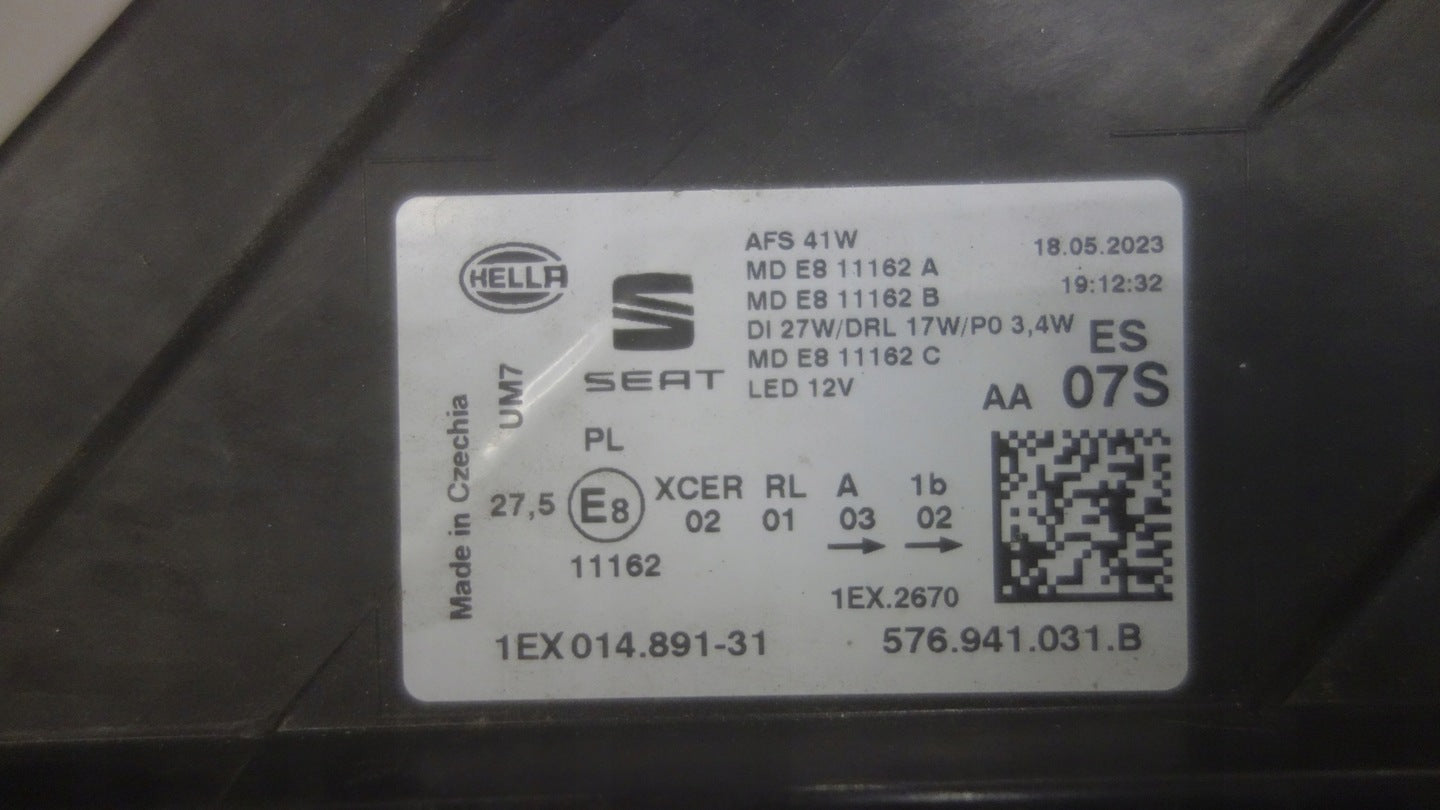 HELLA
SEAT
Made in Czechia
UM7
AFS 41W
MD E8 11162 A
MD E8 11162 B
DI 27W/DRL 17W/P0 3,4W
MD E8 11162 C
LED 12V
18.05.2023
19:12:32
ES
AA 07S
PL
27,5 E8 XCER RL A 1b
02 01 03 02
→ →
11162
1EX.2670
1EX 014.891-31 576.941.031.B